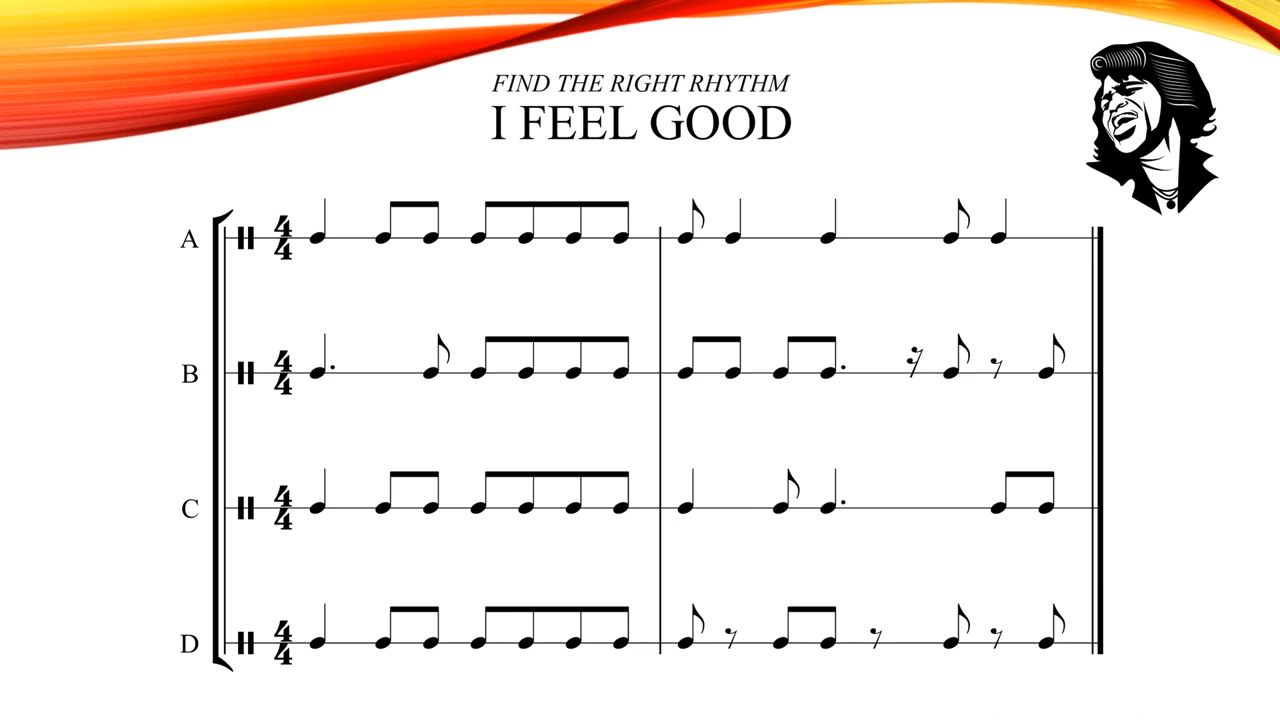 FIND THE RIGHT RHYTHM
I FEEL GOOD
A 4/4
B 4/4
C 4/4
D 4/4